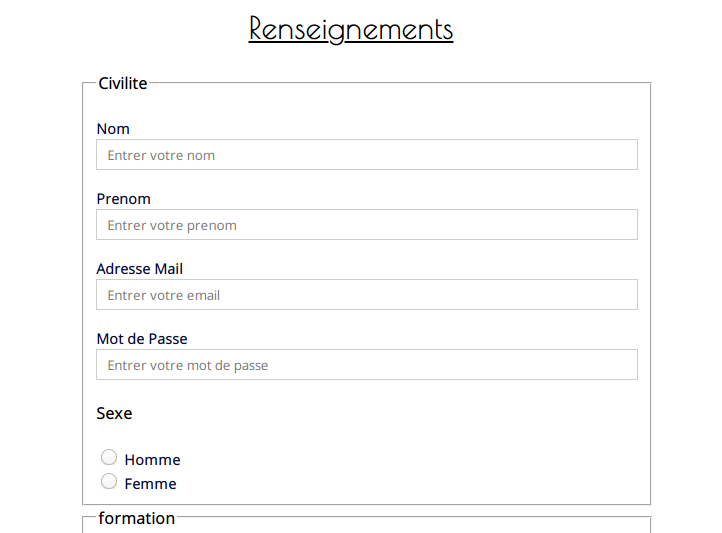 Renseignements
Civilite
Nom
Entrer votre nom
Prenom
Entrer votre prenom
Adresse Mail
Entrer votre email
Mot de Passe
Entrer votre mot de passe
Sexe
Homme
Femme
formation